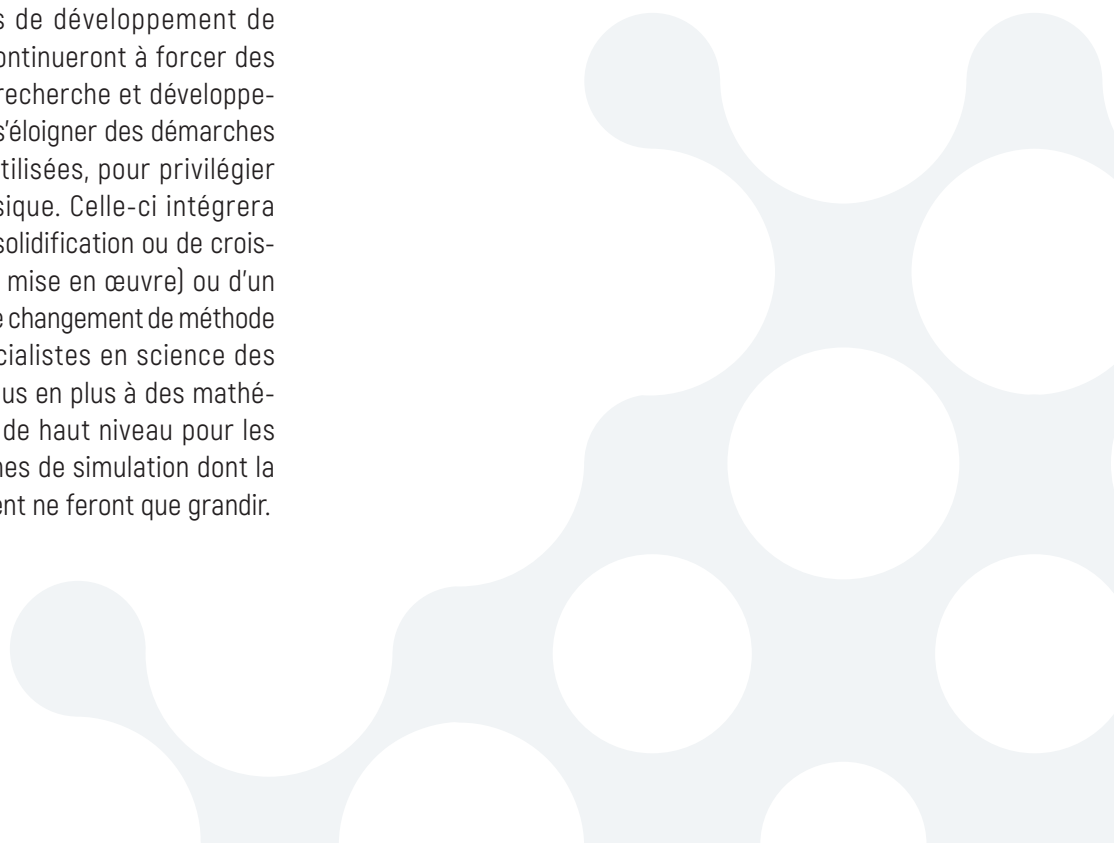 s de développement de
ontinueront à forcer des
recherche et développe-
s'éloigner des démarches
tilisées, pour privilégier
sique. Celle-ci intégrera
solidification ou de crois-
mise en œuvre) ou d'un
e changement de méthode
cialistes en science des
us en plus à des mathé-
de haut niveau pour les
nes de simulation dont la
ent ne feront que grandir.